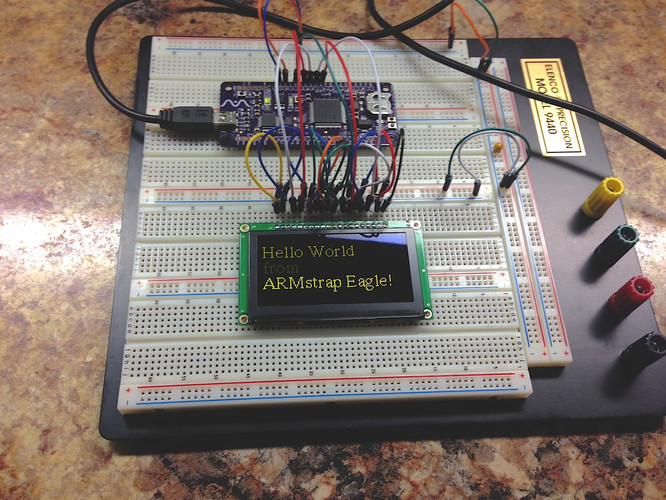 ELENCO PRECISION
MODEL 9440
Hello World
from
ARMstrap Eagle!